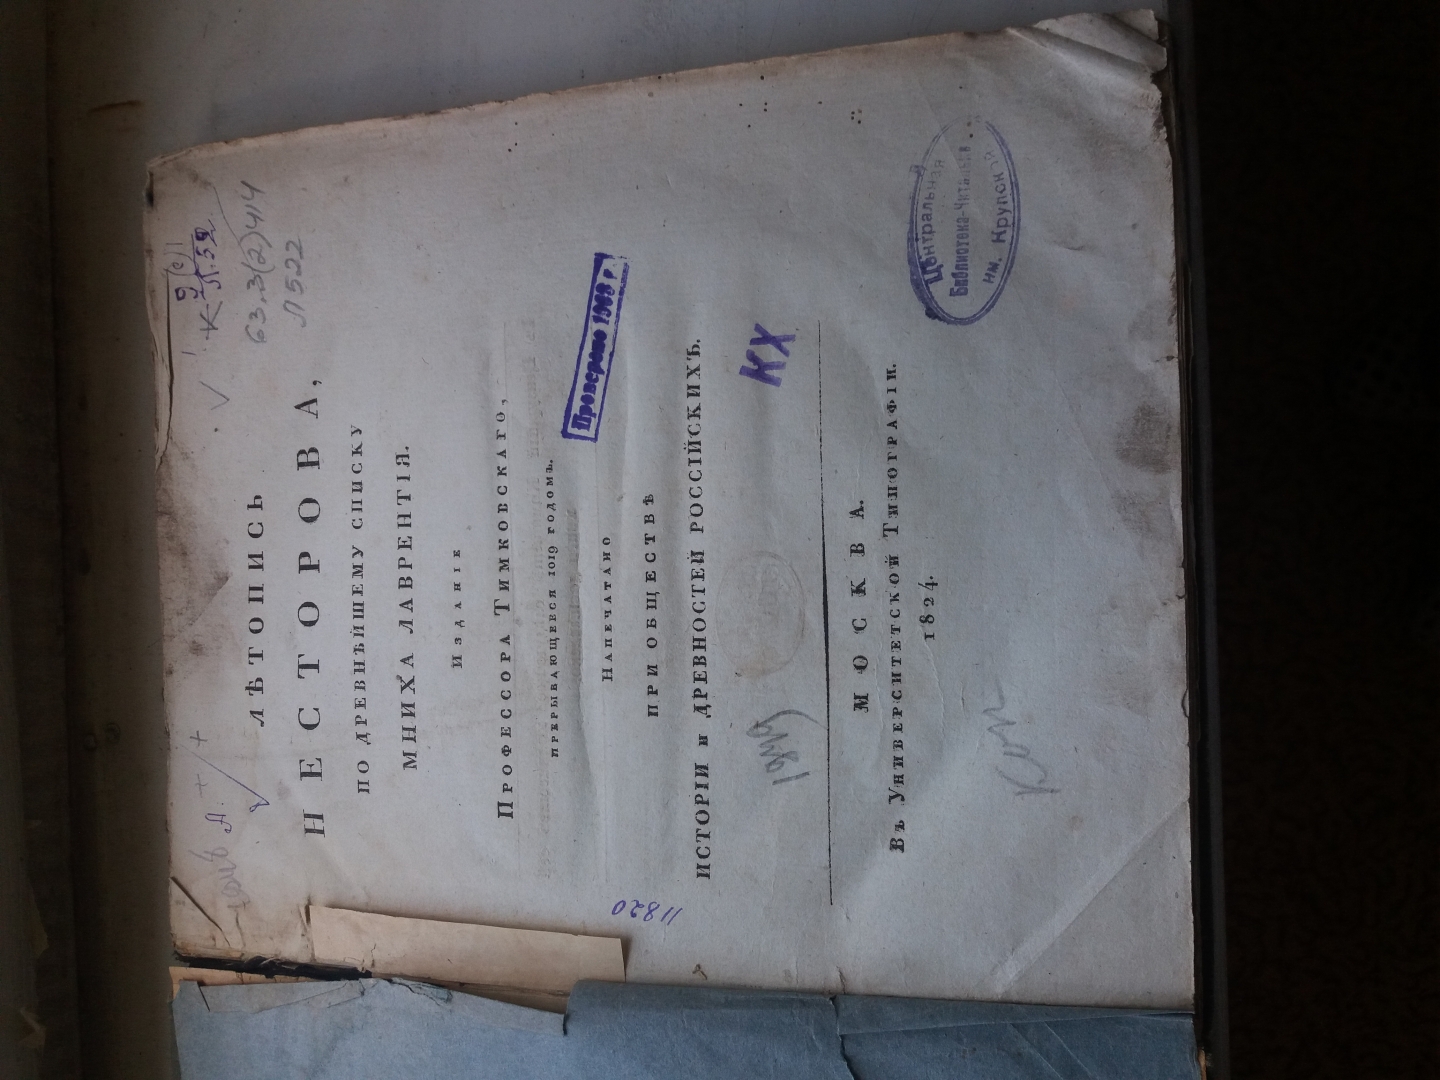 63.3(2)414
Л522
ЛѢТОПИСЬ
НЕСТОРОВА,
ПО ДРЕВНѢЙШЕМУ СПИСКУ
МНИХА ЛАВРЕНТІЯ.
ИЗДАНІЕ
ПРОФЕССОРА ТИМКОВСКАГО,
ПРЕРЫВАЮЩЕЕСЯ 1019 ГОДОМЪ.
Проверено 1968 г.
НАПЕЧАТАНО
ПРИ ОБЩЕСТВѢ
ИСТОРІИ и ДРЕВНОСТЕЙ РОССІЙСКИХЪ.
11820
КХ
МОСКВА.
Въ УНИВЕРСИТЕТСКОЙ ТИПОГРАФІИ.
1824.
Центральная
Библиотека-Читальня
им. Крупской